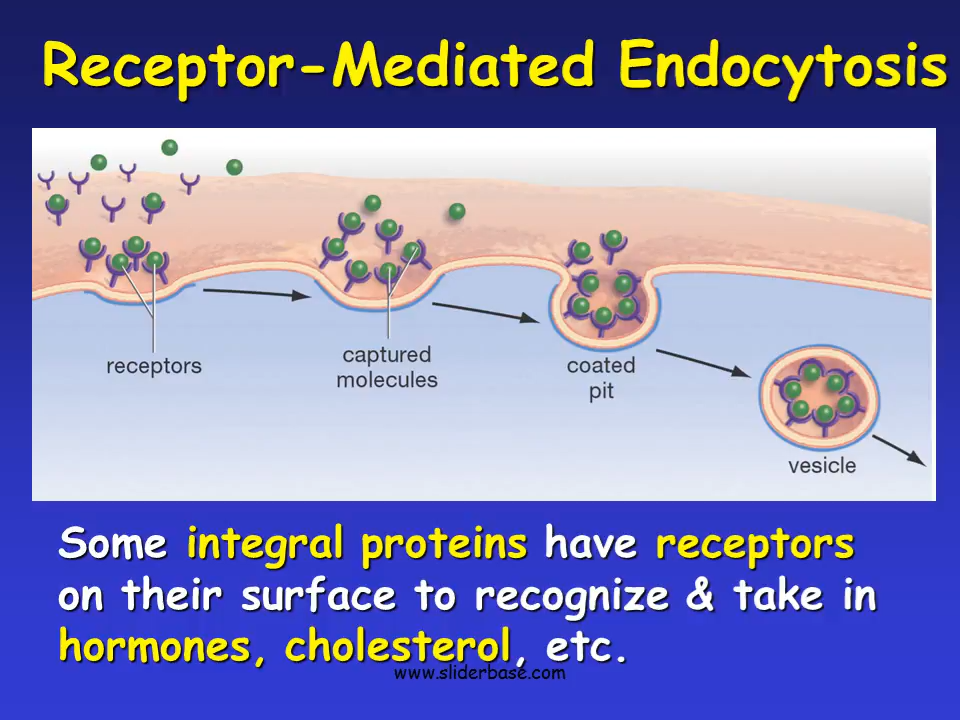 Receptor-Mediated Endocytosis
receptors
captured
molecules
coated
pit
vesicle
Some integral proteins have receptors
on their surface to recognize & take in
hormones, cholesterol, etc.
www.sliderbase.com